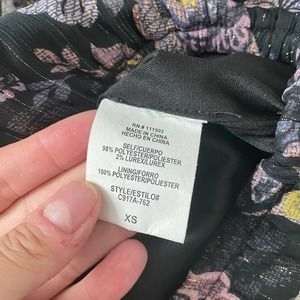 RN # 111502
MADE IN CHINA
HECHO EN CHINA
SELF/CUERPO
98% POLYESTER/POLIESTER
2% LUREX/LUREX
LINING/FORRO
100% POLYESTER/POLIESTER
STYLE/ESTILO#
C917A-762
XS